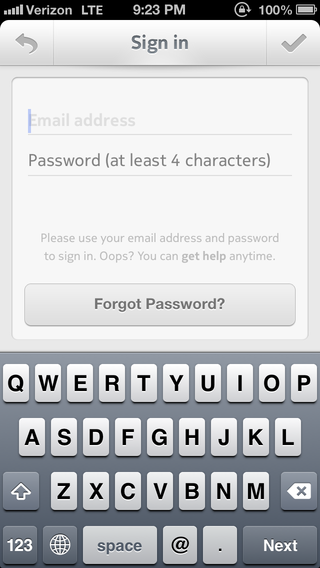 Verizon LTE 9:23 PM 100%
Sign in
Email address
Password (at least 4 characters)
Please use your email address and password
to sign in. Oops? You can get help anytime.
Forgot Password?
Q W E R T Y U I O P
A S D F G H J K L
Z X C V B N M
123 space @ . Next